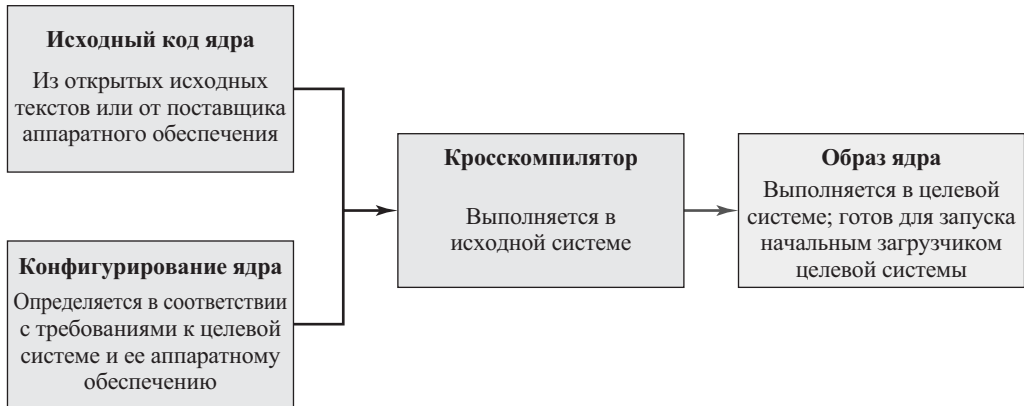 Исходный код ядра
Из открытых исходных
текстов или от поставщика
аппаратного обеспечения
Конфигурирование ядра
Определяется в соответствии
с требованиями к целевой
системе и ее аппаратному
обеспечению
Кросскомпилятор
Выполняется в
исходной системе
Образ ядра
Выполняется в целевой
системе; готов для запуска
начальным загрузчиком
целевой системы